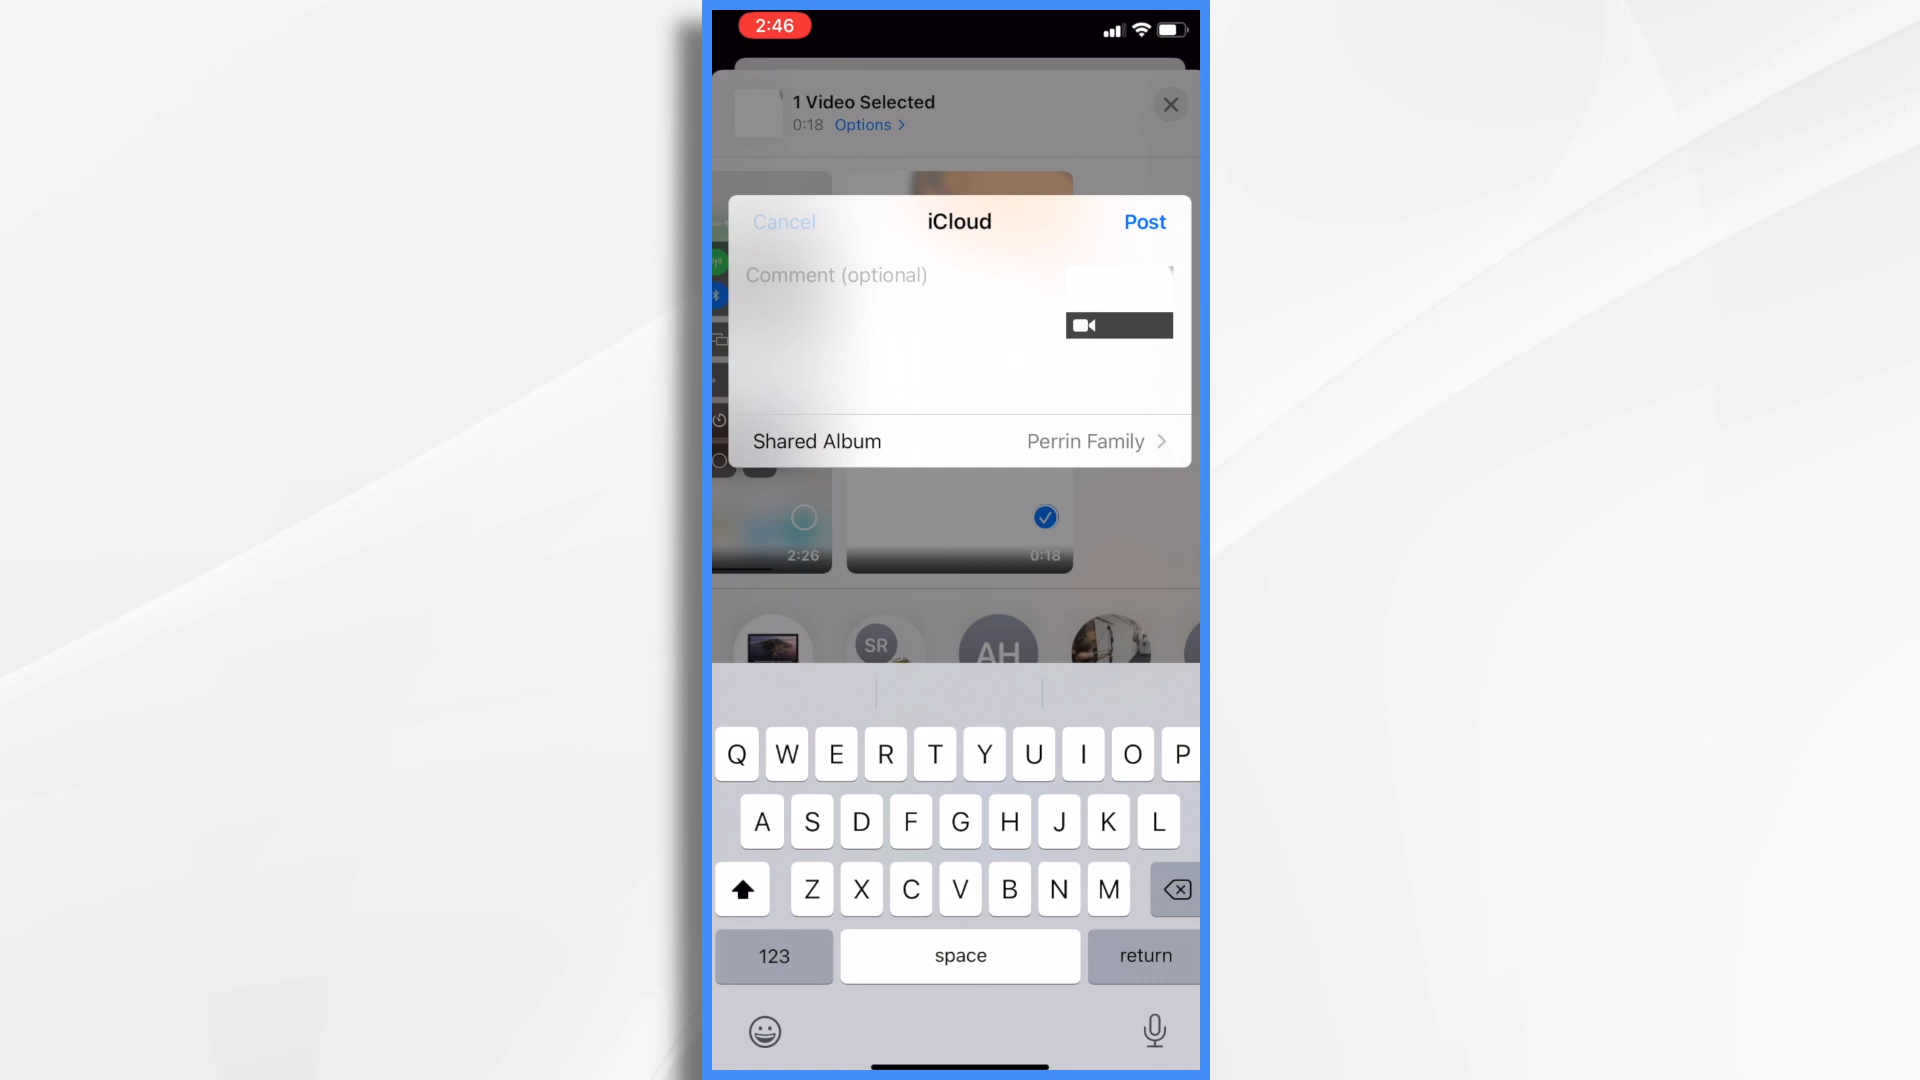 2:46
1 Video Selected
0:18 Options >
Cancel iCloud Post
Comment (optional)
Shared Album Perrin Family >
2:26 0:18
SR AH
Q W E R T Y U I O P
A S D F G H J K L
Z X C V B N M
123 space return